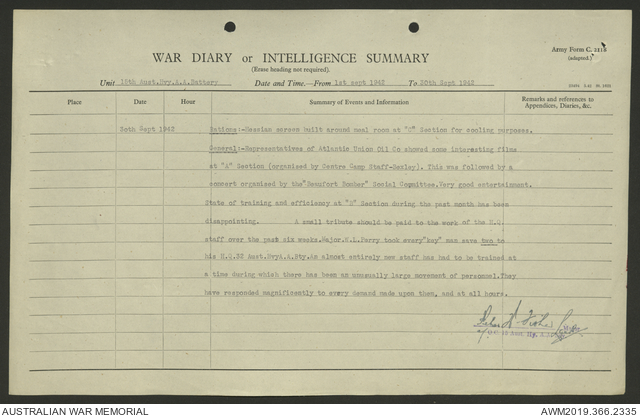 Army Form C. 2118
(adapted.)
WAR DIARY or INTELLIGENCE SUMMARY
(Erase heading not required).
Unit 15th Aust.Hvy.A.A.Battery Date and Time.—From 1st sept 1942 To 30th Sept 1942
Place Date Hour Summary of Events and Information Remarks and references to Appendices, Diaries, &c.
30th Sept 1942 Rations:-Hessian screen built around meal room at "C" Section for cooling purposes.
General:-Representatives of Atlantic Union Oil Co showed some interesting films
at "A" Section (organised by Centre Camp Staff-Bexley). This was followed by a
concert organised by the"Beaufort Bomber" Social Committee.Very good entertainment.
State of training and efficiency at "B" Section during the past month has been
disappointing. A small tribute should be paid to the work of the H.Q.
staff over the past six weeks.Major.K.L.Parry took every"key" man save two to
his H.Q.32 Aust.HvyA.A.Bty.An almost entirely new staff has had to be trained at
a time during which there has been an unusually large movement of personnel.They
have responded magnificently to every demand made upon them, and at all hours.
O.C. 15 Aust. Hy. A.A.
AUSTRALIAN WAR MEMORIAL AWM2019.366.2335